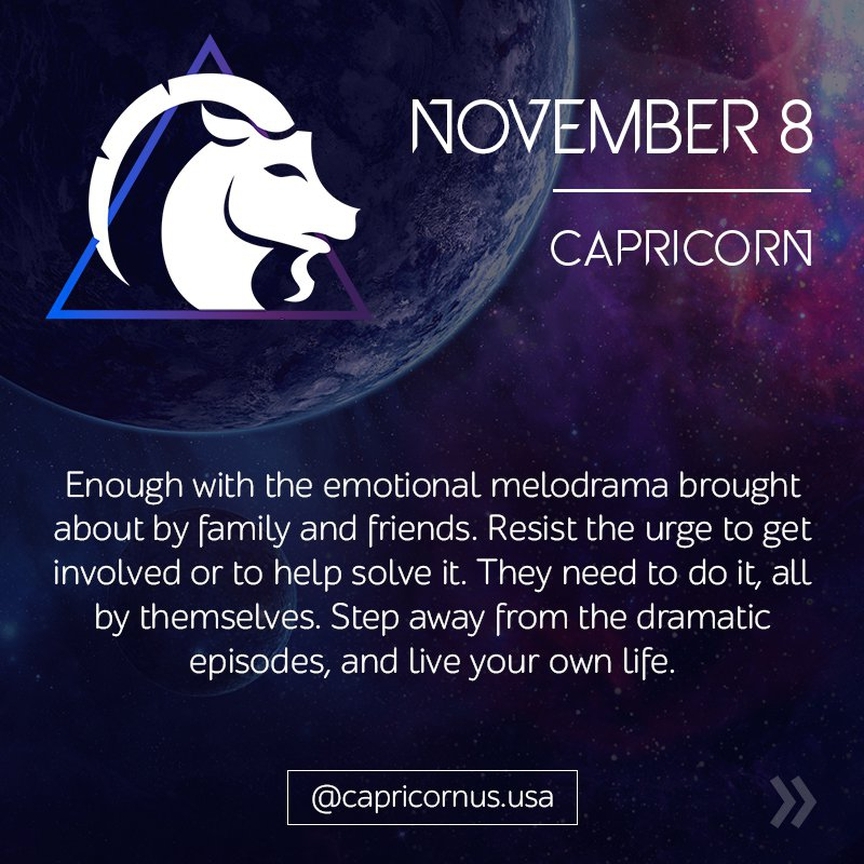 NOVEMBER 8
CAPRICORN
Enough with the emotional melodrama brought
about by family and friends. Resist the urge to get
involved or to help solve it. They need to do it, all
by themselves. Step away from the dramatic
episodes, and live your own life.
@capricornus.usa